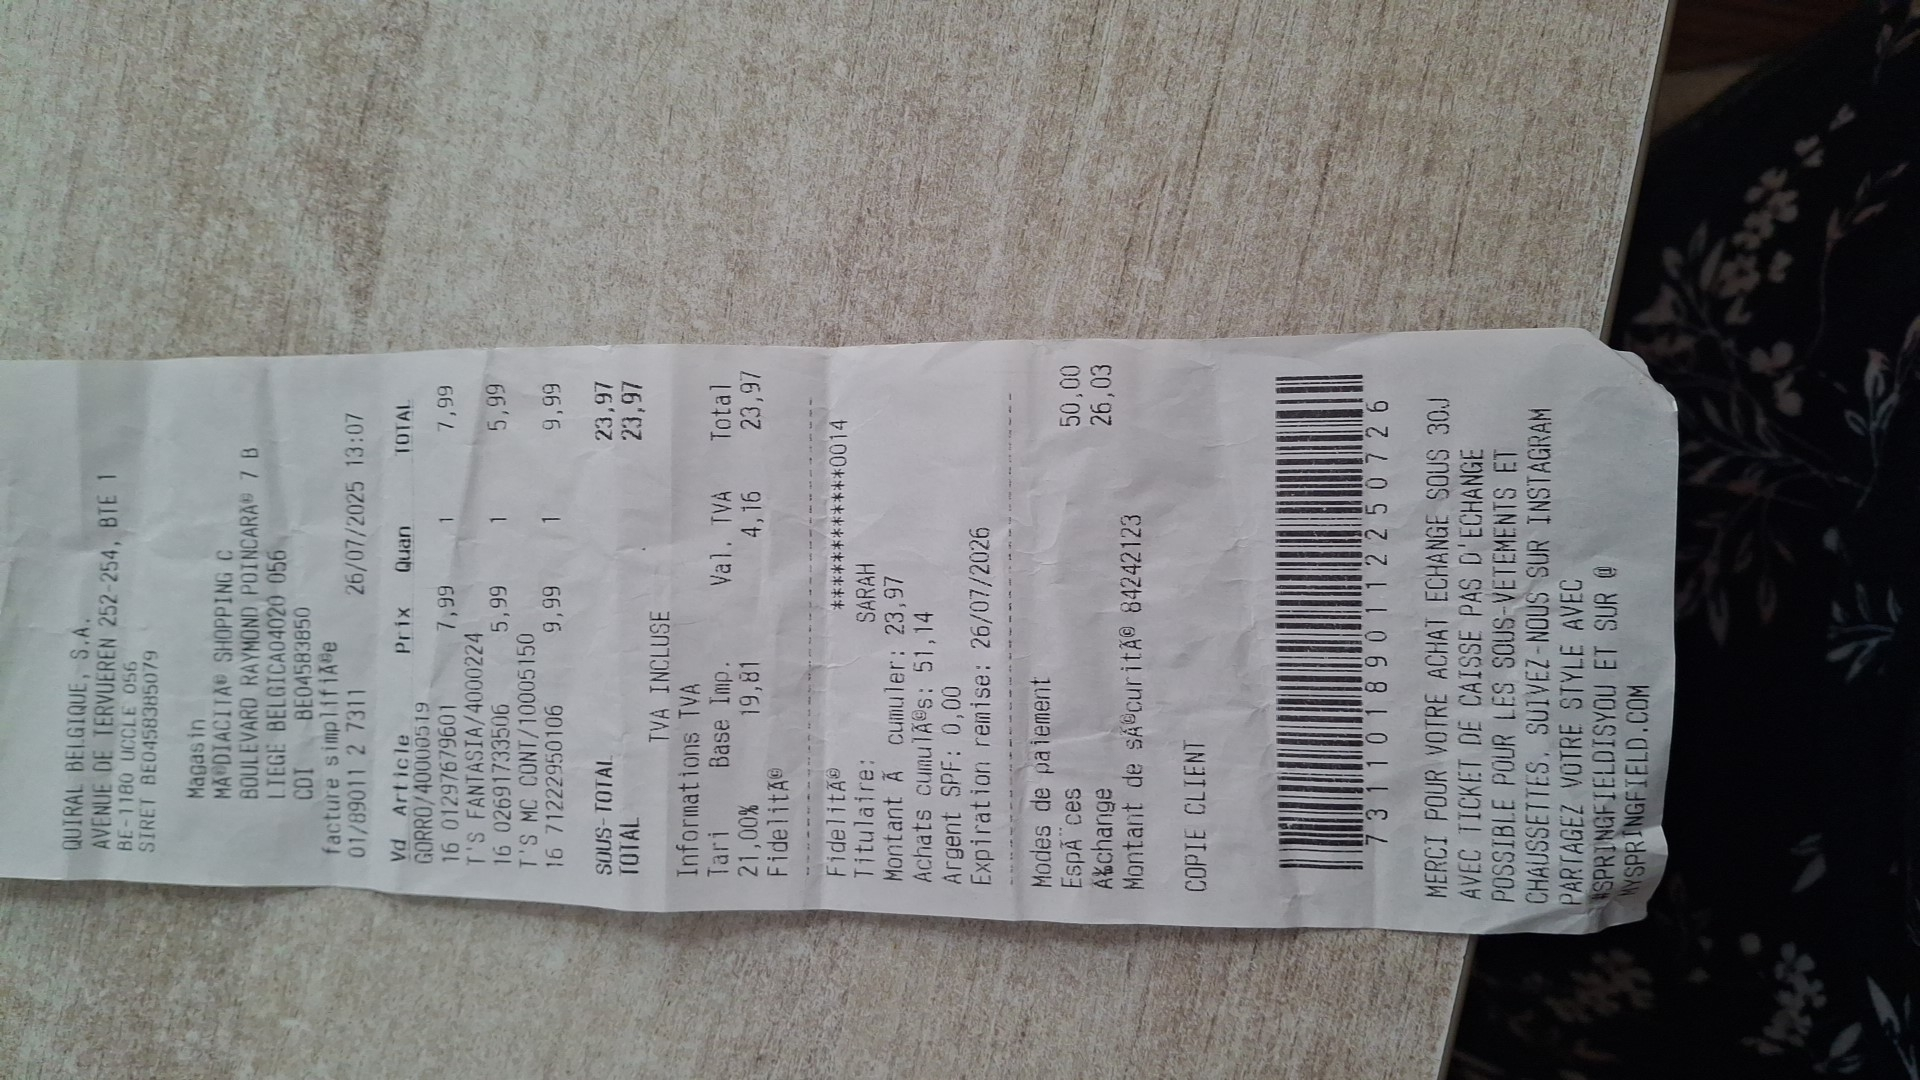 QUIRAL BELGIQUE, S.A.
AVENUE DE TERVUEREN 252-254, BTE 1
BE-1180 UCCLE 056
SIRET BE0458385079
Magasin
MÃ©DIACITÃ© SHOPPING C
BOULEVARD RAYMOND POINCARÃ© 7 B
LIEGE BELGICA04020 056
CDI BE04583850
facture simplifiÃ©e
01/89011 2 7311 26/07/2025 13:07
Vd Article Prix Quan TOTAL
GORRO/40000519
16 01297679601 7,99 1 7,99
T'S FANTASIA/4000224
16 0269173350б 5,99 1 5,99
T'S MC CONT/10005150
16 71222950106 9,99 1 9,99
SOUS-TOTAL 23,97
TOTAL 23,97
TVA INCLUSE
Informations TVA
Tari Base Imp. Val. TVA Total
21,00% 19,81 4,16 23,97
FidelitÃ©
FidelitÃ© ************0014
Titulaire: SARAH
Montant Ã cumuler: 23,97
Achats cumulÃ©s: 51,14
Argent SPF: 0,00
Expiration remise: 26/07/2026
Modes de paiement
EspÃ¨ces 50,00
Ã‰change 26,03
Montant de sÃ©curitÃ© 84242123
COPIE CLIENT
731101890112250726
MERCI POUR VOTRE ACHAT ECHANGE SOUS 30J
AVEC TICKET DE CAISSE PAS D'ECHANGE
POSSIBLE POUR LES SOUS-VETEMENTS ET
CHAUSSETTES. SUIVEZ-NOUS SUR INSTAGRAM
PARTAGEZ VOTRE STYLE AVEC
#SPRINGFIELDISYOU ET SUR @
MYSPRINGFIELD.COM